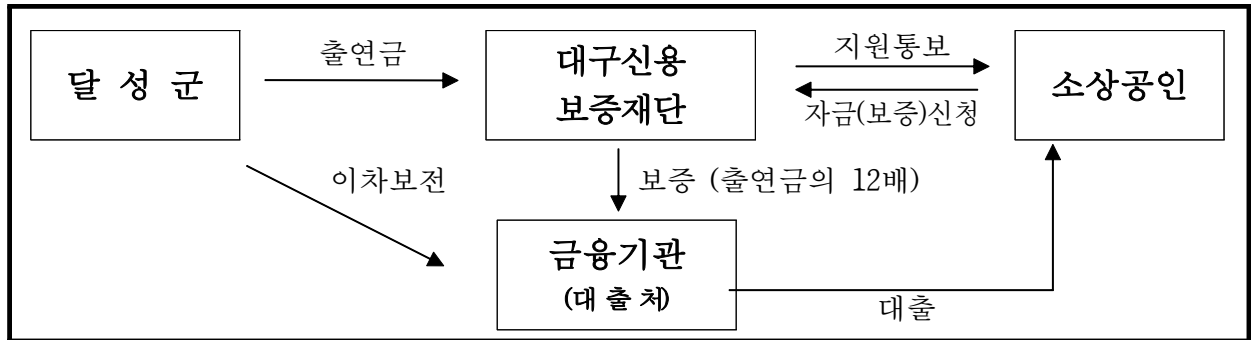 달 성 군
출연금
대구신용
보증재단
지원통보
자금(보증)신청
소상공인
이차보전
보증 (출연금의 12배)
금융기관
(대 출 처)
대출